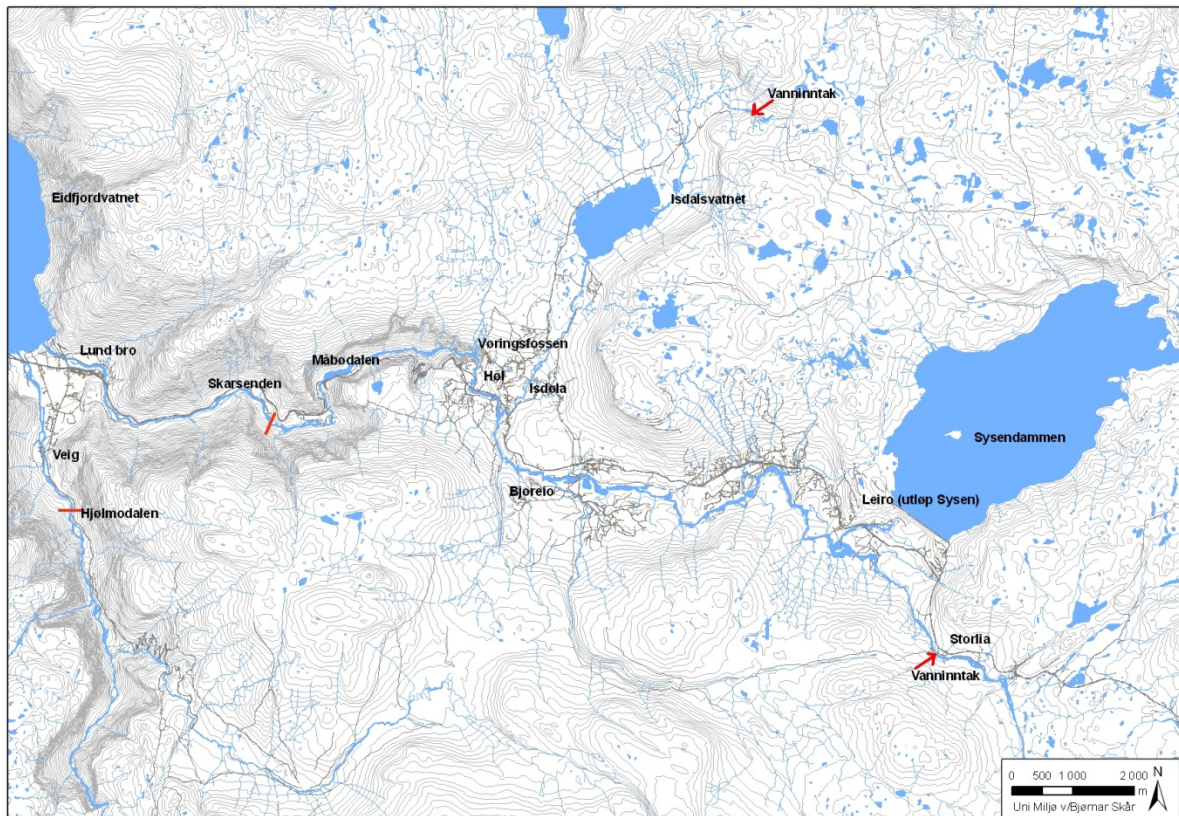 Vanninntak
Eidfjordvatnet
Isdalsvatnet
Lund bro
Vøringsfossen
Måbødalen
Skarsenden
Høl
Isdøla
Sysendammen
Veig
Bjoreio
Leiro (utløp Sysen)
Hjølmodalen
Storlia
Vanninntak
0 500 1 000 2 000
m
N
Uni Miljø v/Bjørnar Skår